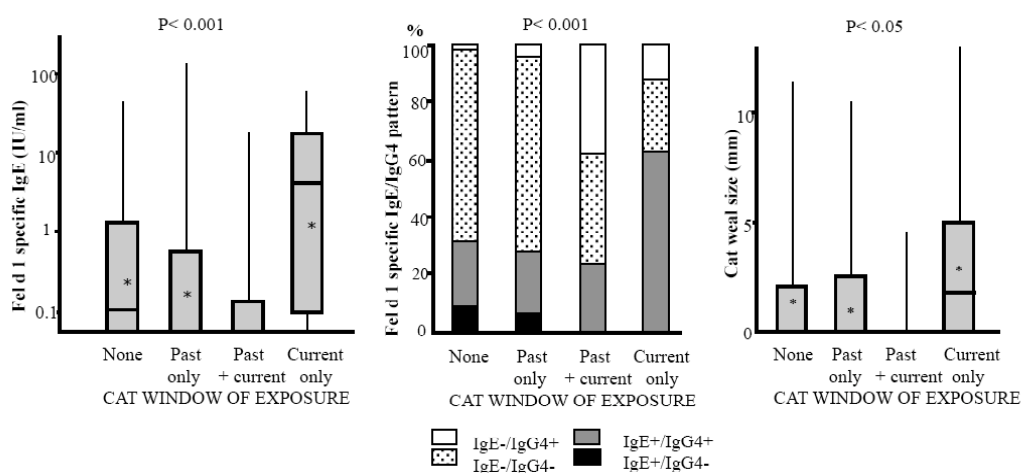 P< 0.001
Fel d 1 specific IgE (IU/ml)
100
10
1
0.1
*
*
*
None
Past
only
Past
+ current
Current
only
CAT WINDOW OF EXPOSURE
P< 0.001
%
Fel d 1 specific IgE/IgG4 pattern
100
80
60
40
20
0
None
Past
only
Past
+ current
Current
only
CAT WINDOW OF EXPOSURE
IgE-/IgG4+
IgE+/IgG4+
IgE-/IgG4-
IgE+/IgG4-
P< 0.05
Cat weal size (mm)
10
5
0
*
*
*
None
Past
only
Past
+ current
Current
only
CAT WINDOW OF EXPOSURE